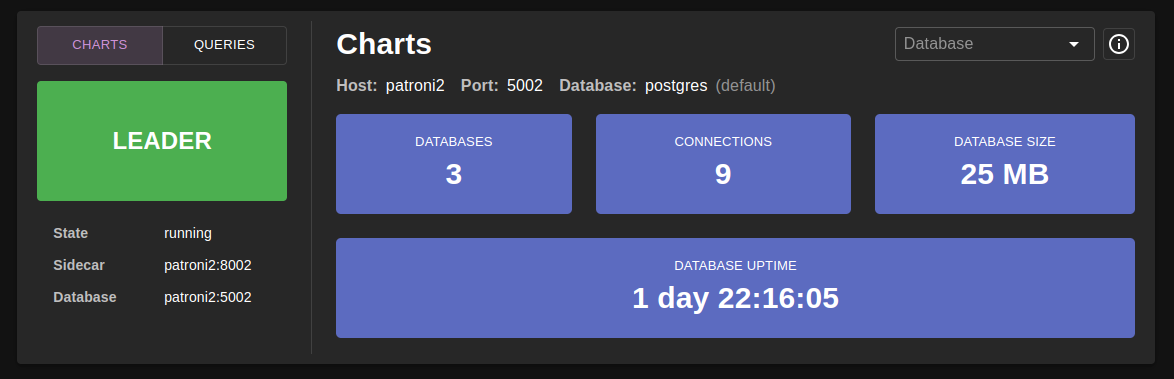 CHARTS QUERIES
LEADER
State running
Sidecar patroni2:8002
Database patroni2:5002
Charts
Database
Host: patroni2 Port: 5002 Database: postgres (default)
DATABASES
3
CONNECTIONS
9
DATABASE SIZE
25 MB
DATABASE UPTIME
1 day 22:16:05